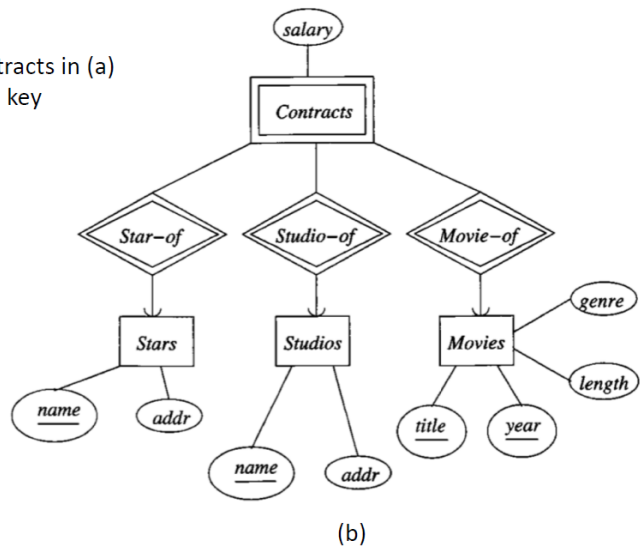 salary
tracts in (a)
key
Contracts
Star-of
Studio-of
Movie-of
genre
Stars
Studios
Movies
length
name
addr
title
year
name
addr
(b)